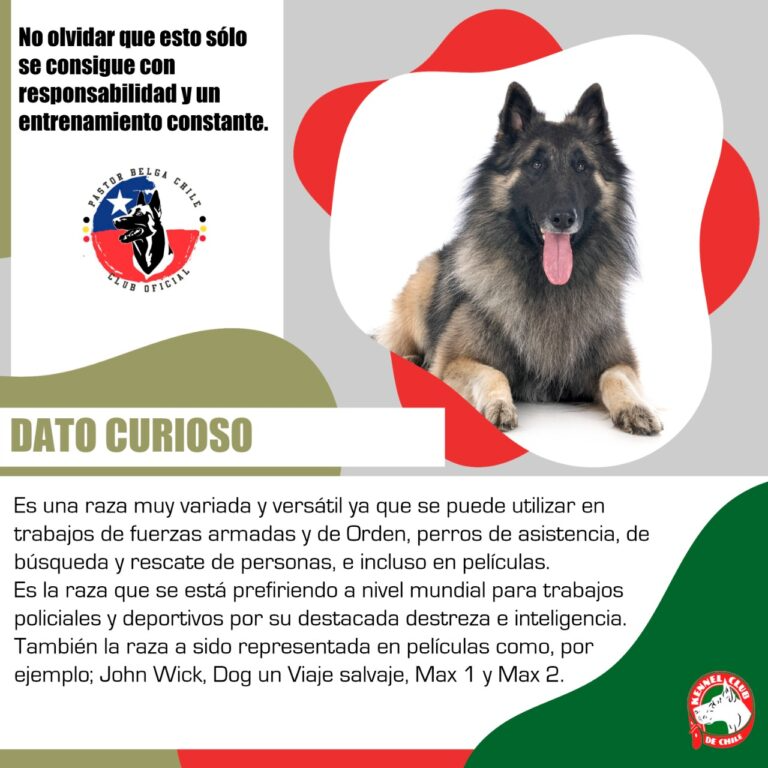 No olvidar que esto sólo
se consigue con
responsabilidad y un
entrenamiento constante.
PASTOR BELGA CHILE
CLUB OFICIAL
DATO CURIOSO
Es una raza muy variada y versátil ya que se puede utilizar en
trabajos de fuerzas armadas y de Orden, perros de asistencia, de
búsqueda y rescate de personas, e incluso en películas.
Es la raza que se está prefiriendo a nivel mundial para trabajos
policiales y deportivos por su destacada destreza e inteligencia.
También la raza a sido representada en películas como, por
ejemplo; John Wick, Dog un Viaje salvaje, Max 1 y Max 2.
KENNEL CLUB
DE CHILE